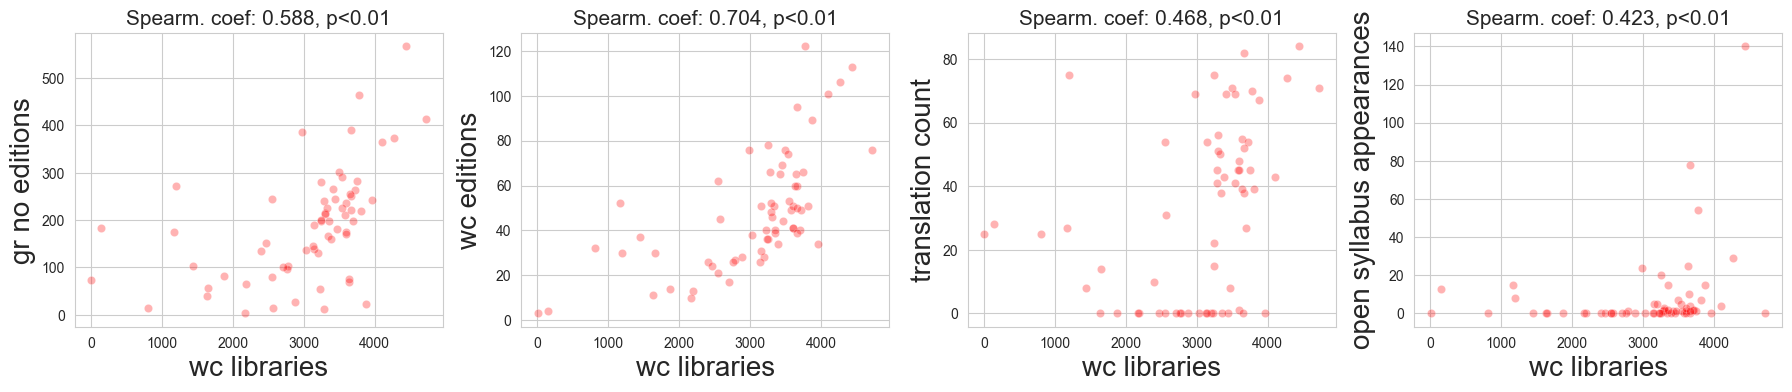 Spearm. coef: 0.588, p<0.01
gr no editions
500
400
300
200
100
0
0 1000 2000 3000 4000
wc libraries
Spearm. coef: 0.704, p<0.01
wc editions
120
100
80
60
40
20
0
0 1000 2000 3000 4000
wc libraries
Spearm. coef: 0.468, p<0.01
translation count
80
60
40
20
0
0 1000 2000 3000 4000
wc libraries
Spearm. coef: 0.423, p<0.01
open syllabus appearances
140
120
100
80
60
40
20
0
0 1000 2000 3000 4000
wc libraries